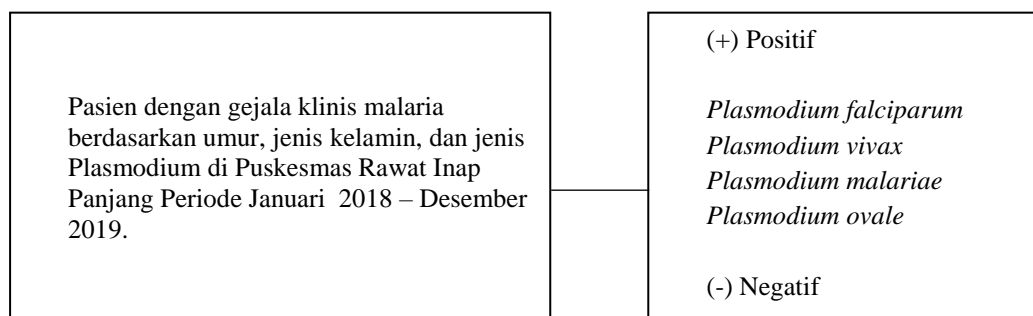 Pasien dengan gejala klinis malaria
berdasarkan umur, jenis kelamin, dan jenis
Plasmodium di Puskesmas Rawat Inap
Panjang Periode Januari 2018 – Desember
2019.
(+) Positif
Plasmodium falciparum
Plasmodium vivax
Plasmodium malariae
Plasmodium ovale
(-) Negatif